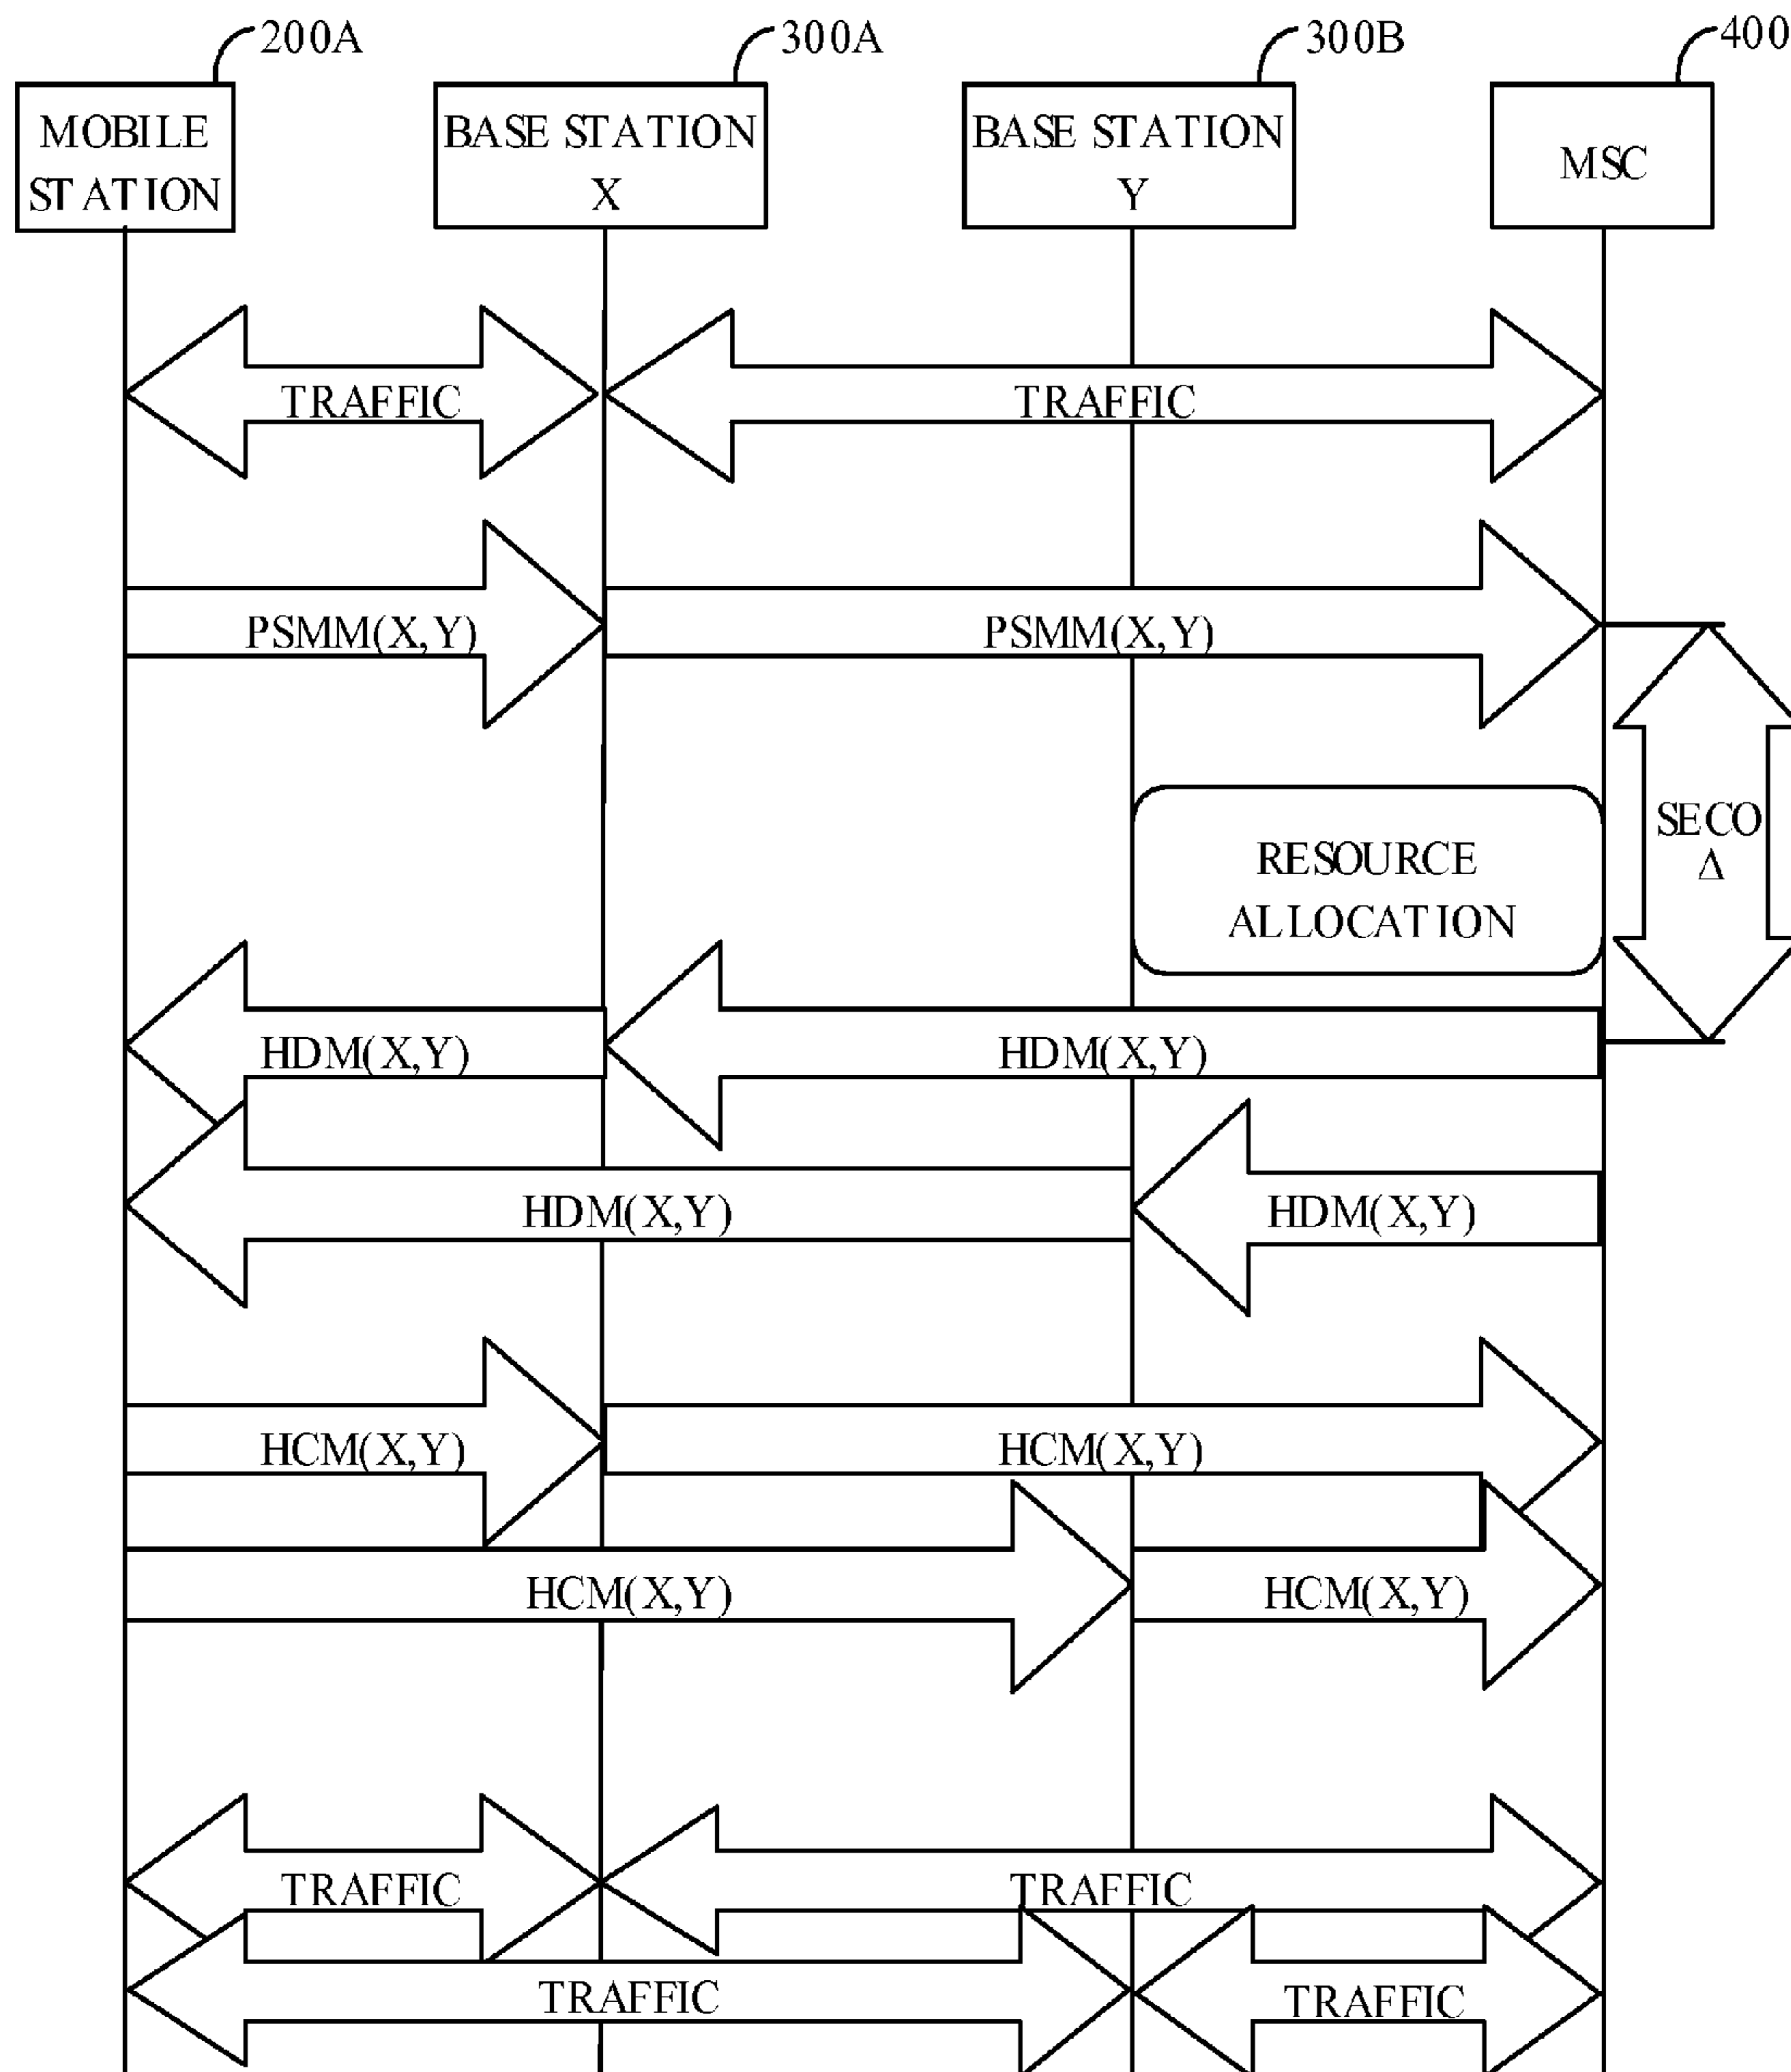 200A
300A
300B
400
MOBILE
STATION
BASE STATION
X
BASE STATION
Y
MSC
TRAFFIC
TRAFFIC
PSMM(X,Y)
PSMM(X,Y)
SECO
Δ
RESOURCE
ALLOCATION
HDM(X,Y)
HDM(X,Y)
HDM(X,Y)
HDM(X,Y)
HCM(X,Y)
HCM(X,Y)
HCM(X,Y)
HCM(X,Y)
TRAFFIC
TRAFFIC
TRAFFIC
TRAFFIC